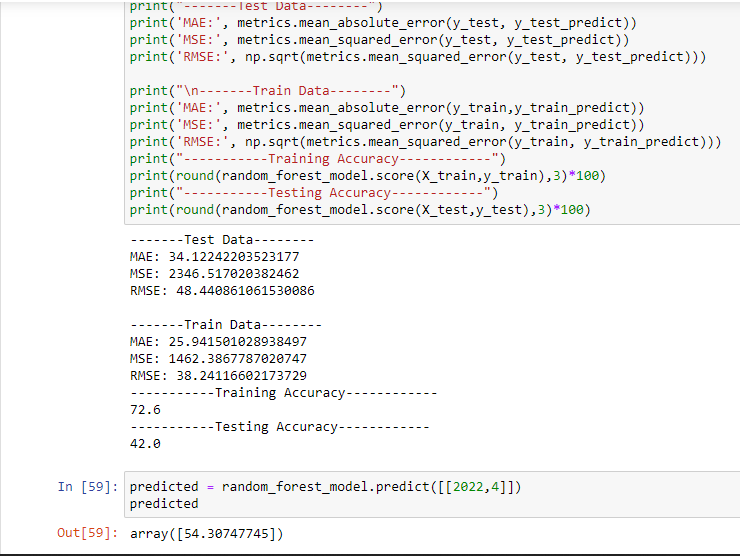 print("-------Test Data--------")
print('MAE:', metrics.mean_absolute_error(y_test, y_test_predict))
print('MSE:', metrics.mean_squared_error(y_test, y_test_predict))
print('RMSE:', np.sqrt(metrics.mean_squared_error(y_test, y_test_predict)))
print("\n-------Train Data--------")
print('MAE:', metrics.mean_absolute_error(y_train,y_train_predict))
print('MSE:', metrics.mean_squared_error(y_train, y_train_predict))
print('RMSE:', np.sqrt(metrics.mean_squared_error(y_train, y_train_predict)))
print("-----------Training Accuracy------------")
print(round(random_forest_model.score(X_train,y_train),3)*100)
print("-----------Testing Accuracy------------")
print(round(random_forest_model.score(X_test,y_test),3)*100)
-------Test Data--------
MAE: 34.12242203523177
MSE: 2346.517020382462
RMSE: 48.440861061530086
-------Train Data--------
MAE: 25.941501028938497
MSE: 1462.3867787020747
RMSE: 38.24116602173729
-----------Training Accuracy------------
72.6
-----------Testing Accuracy------------
42.0
In [59]: predicted = random_forest_model.predict([[2022,4]])
predicted
Out[59]: array([54.30747745])